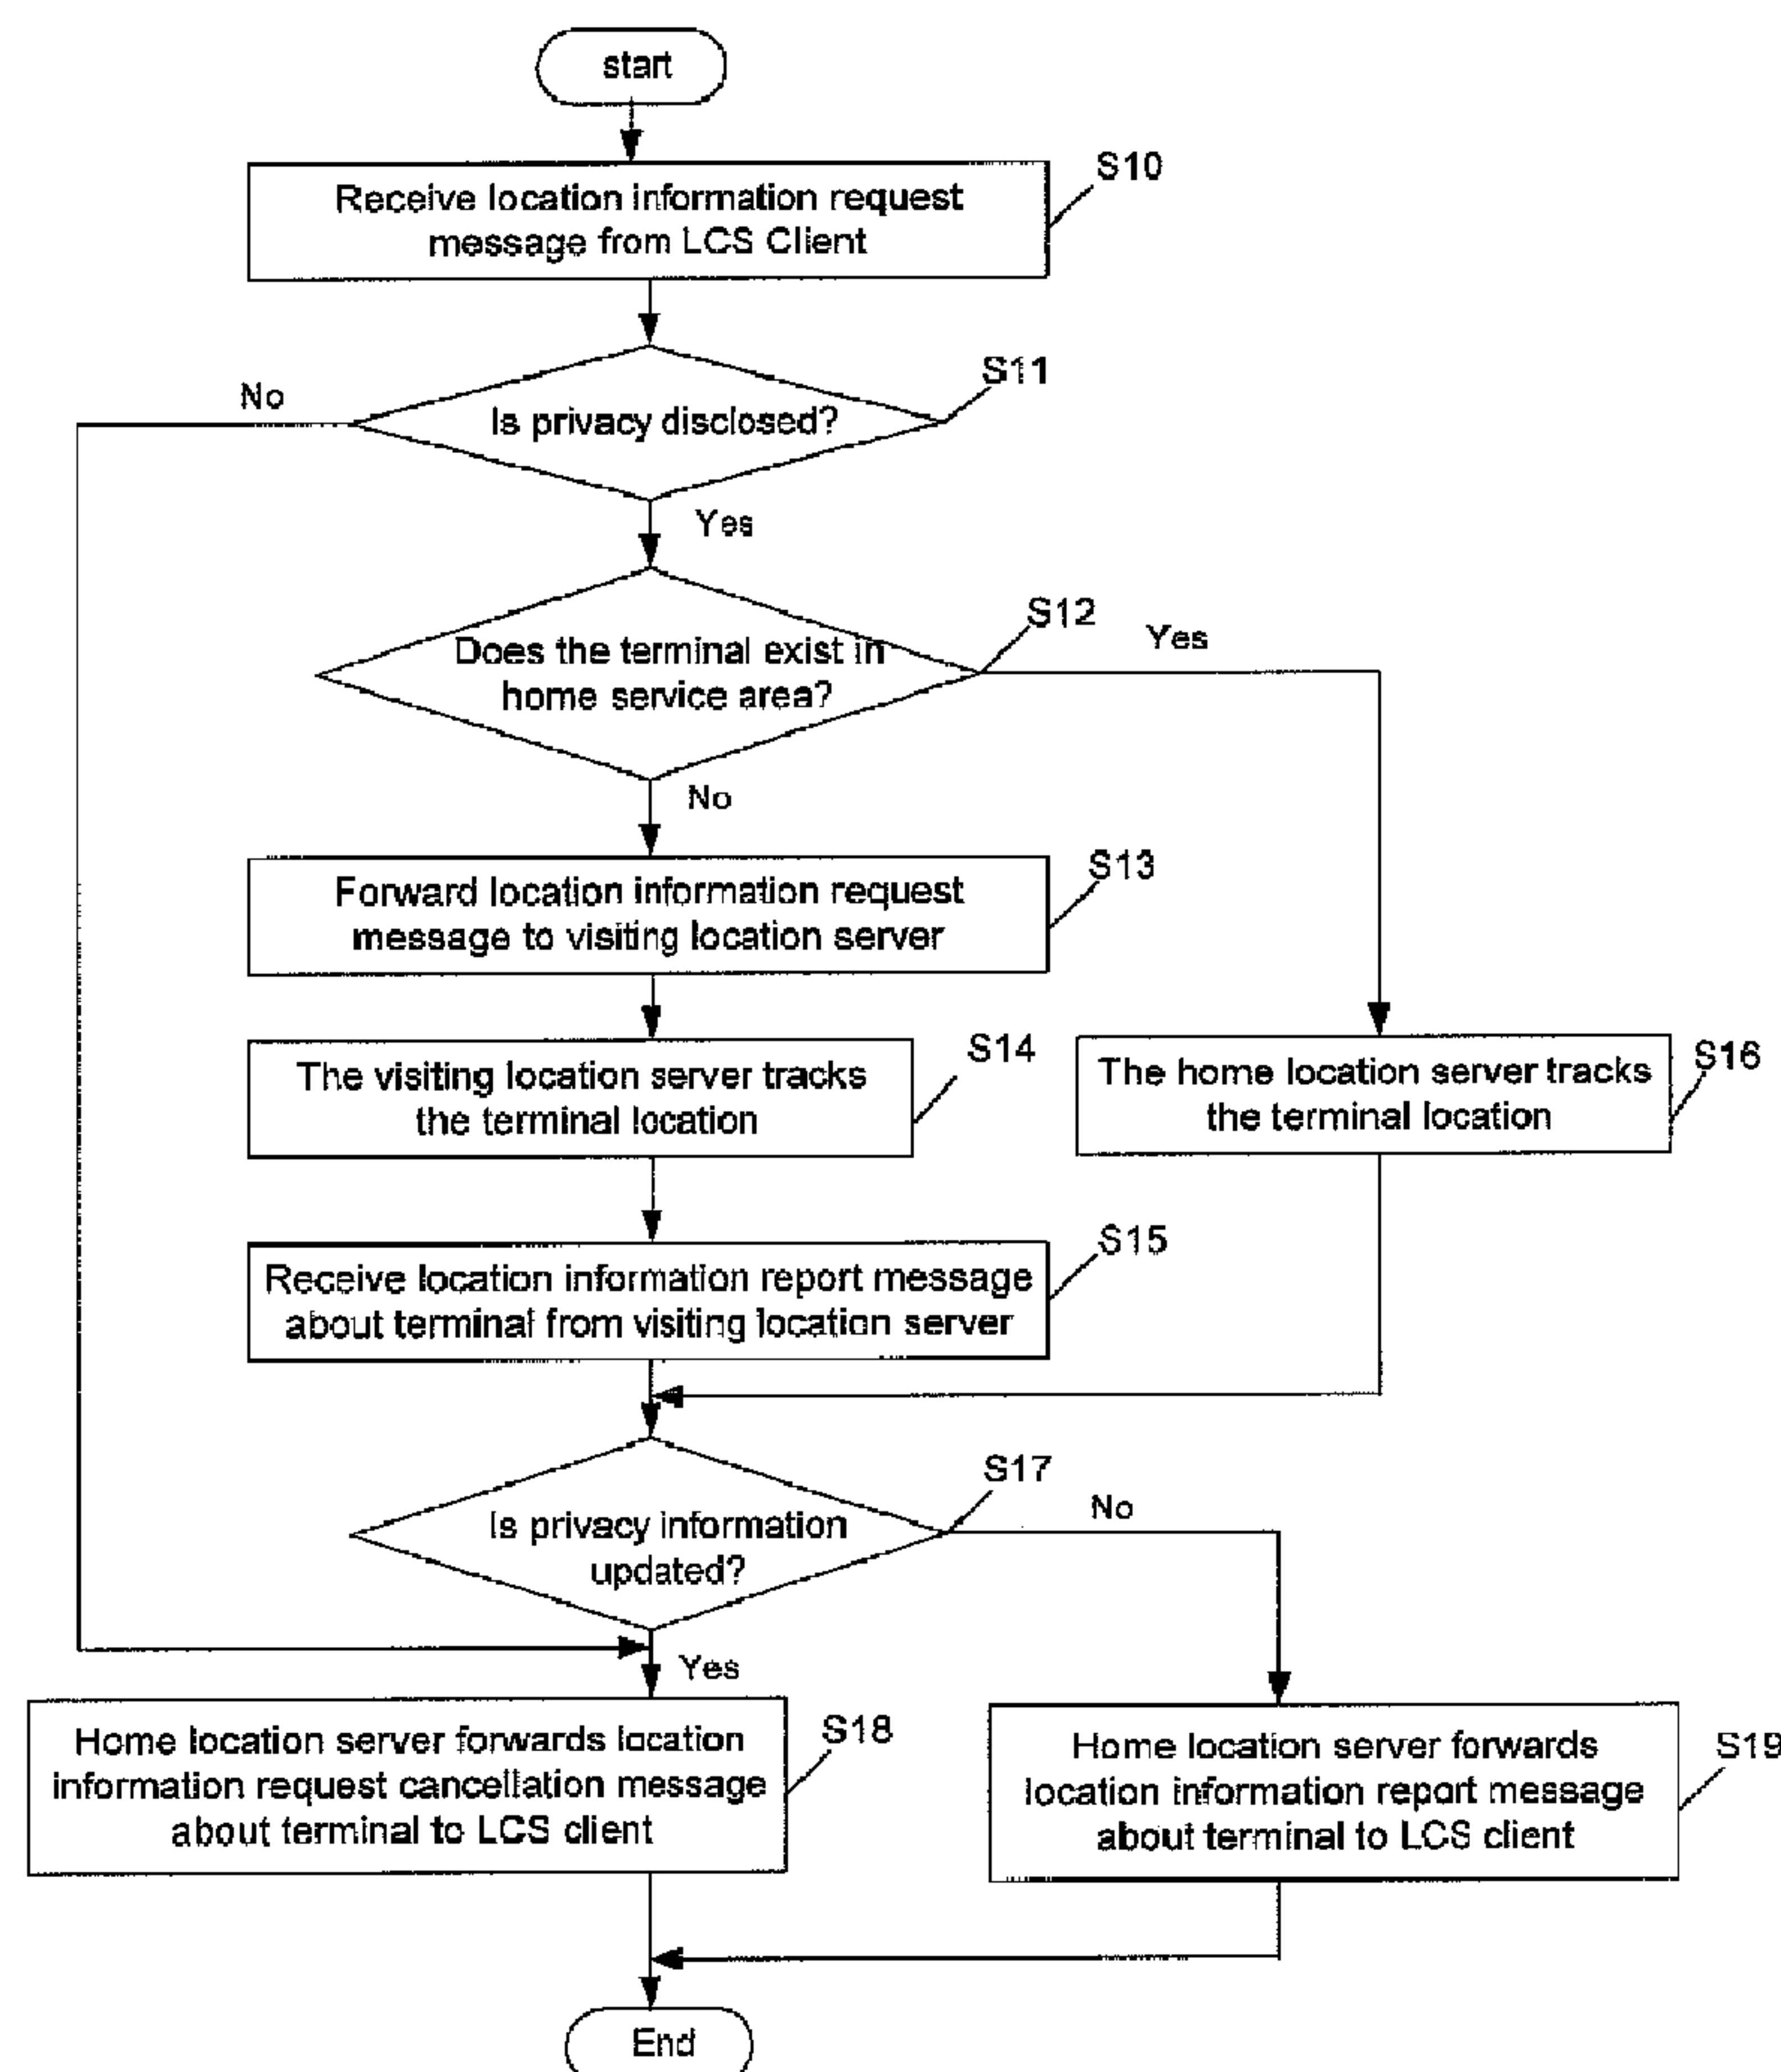 start
S10
Receive location information request
message from LCS Client
S11
No
Is privacy disclosed?
Yes
S12
Yes
Does the terminal exist in
home service area?
No
S13
Forward location information request
message to visiting location server
S14
The visiting location server tracks
the terminal location
S16
The home location server tracks
the terminal location
S15
Receive location information report message
about terminal from visiting location server
S17
No
Is privacy information
updated?
Yes
S18
Home location server forwards location
information request cancellation message
about terminal to LCS client
S19
Home location server forwards
location information report message
about terminal to LCS client
End